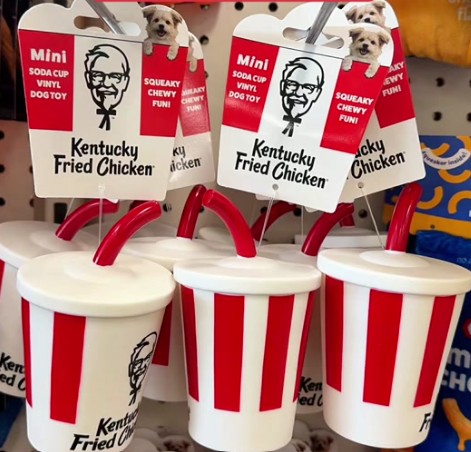 Mini
SODA CUP
VINYL
DOG TOY
SQUEAKY
CHEWY
FUN!
Kentucky
Fried Chicken
Mini
SODA CUP
VINYL
DOG TOY
SQUEAKY
CHEWY
FUN!
Kentucky
Fried Chicken
Kentucky
Fried Chicken